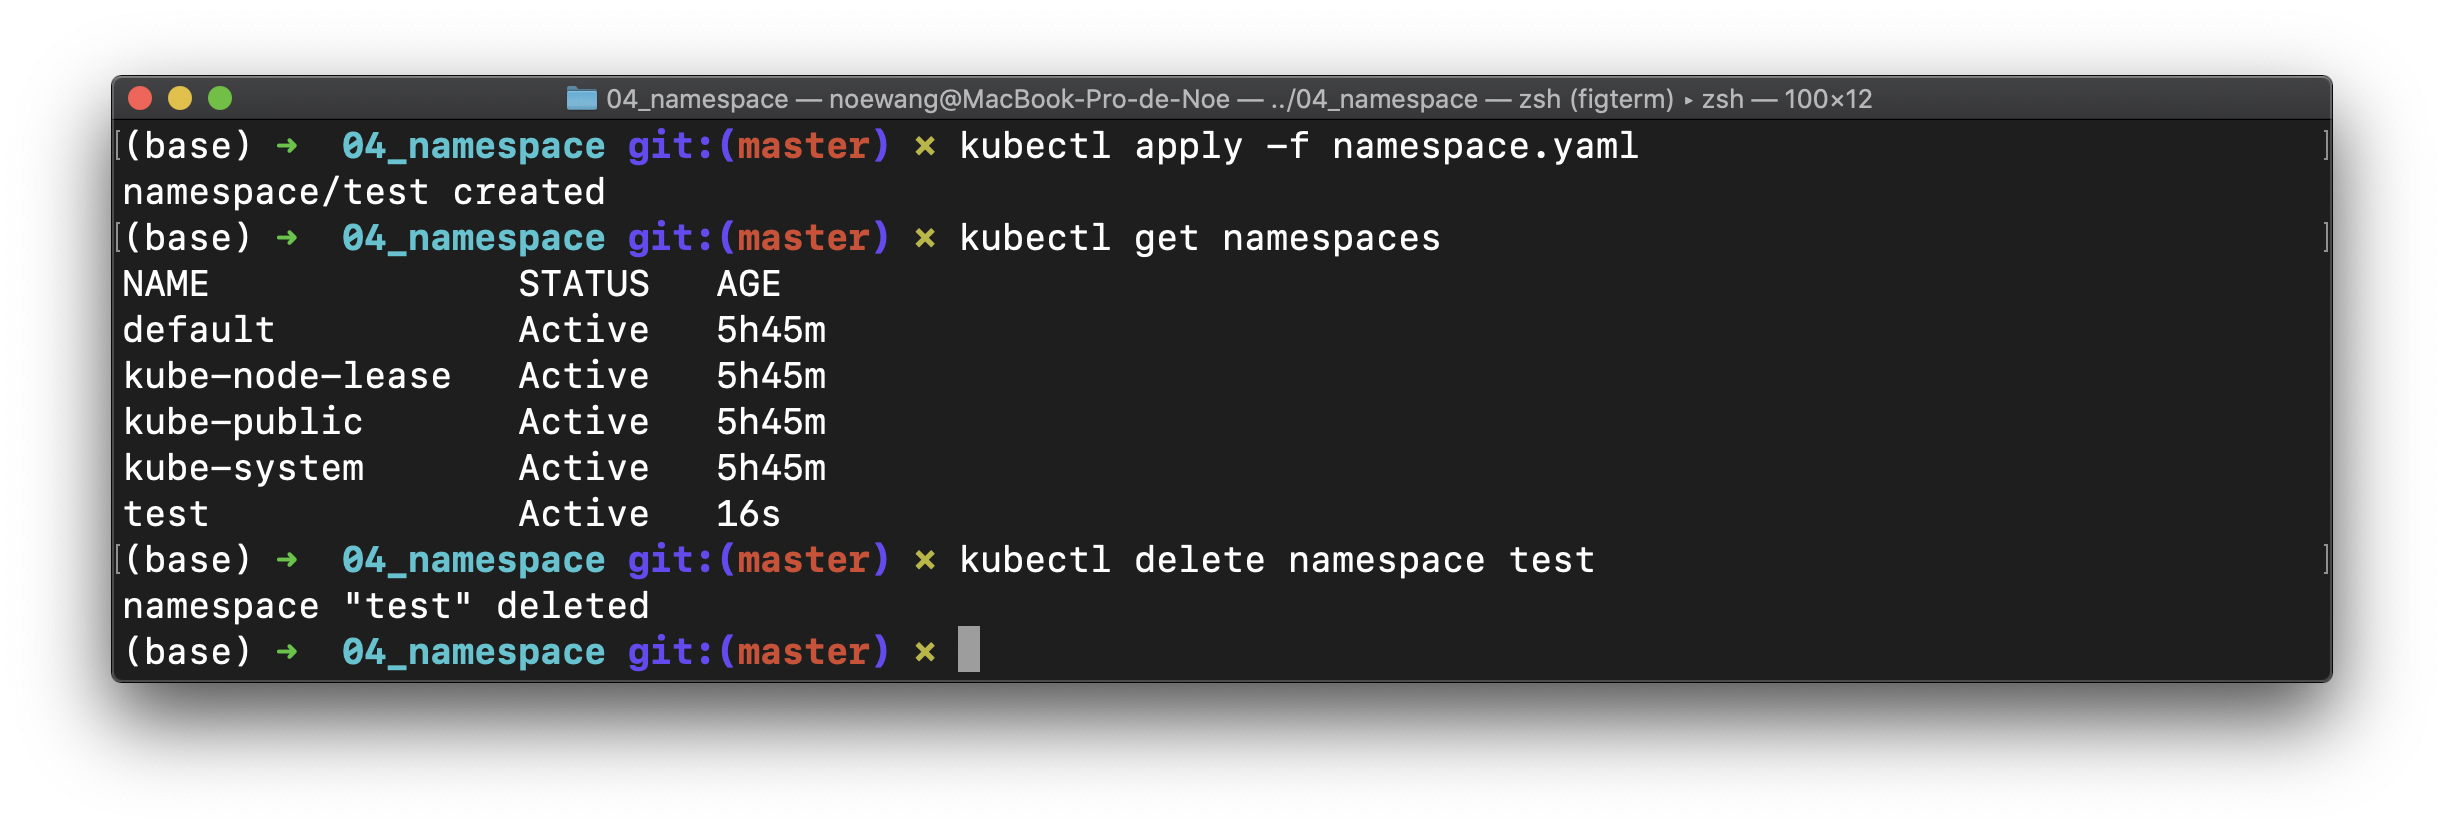 04_namespace — noewang@MacBook-Pro-de-Noe — ../04_namespace — zsh (figterm) ‣ zsh — 100×12
(base) ➜  04_namespace git:(master) ✗ kubectl apply -f namespace.yaml
namespace/test created
(base) ➜  04_namespace git:(master) ✗ kubectl get namespaces
NAME              STATUS   AGE
default           Active   5h45m
kube-node-lease   Active   5h45m
kube-public       Active   5h45m
kube-system       Active   5h45m
test              Active   16s
(base) ➜  04_namespace git:(master) ✗ kubectl delete namespace test
namespace "test" deleted
(base) ➜  04_namespace git:(master) ✗